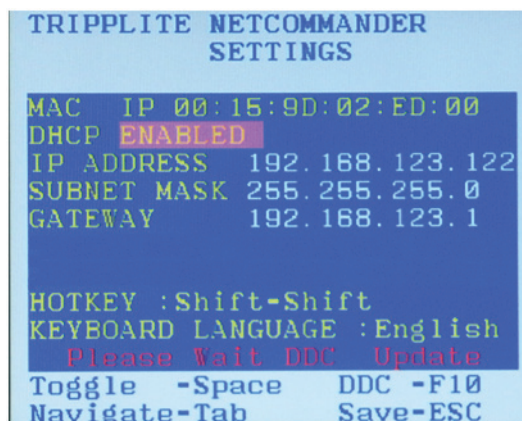 TRIPPLITE NETCOMMANDER
SETTINGS
MAC IP 00:15:9D:02:ED:00
DHCP ENABLED
IP ADDRESS 192.168.123.122
SUBNET MASK 255.255.255.0
GATEWAY 192.168.123.1
HOTKEY :Shift-Shift
KEYBOARD LANGUAGE :English
Please Wait DDC Update
Toggle -Space DDC -F10
Navigate-Tab Save-ESC